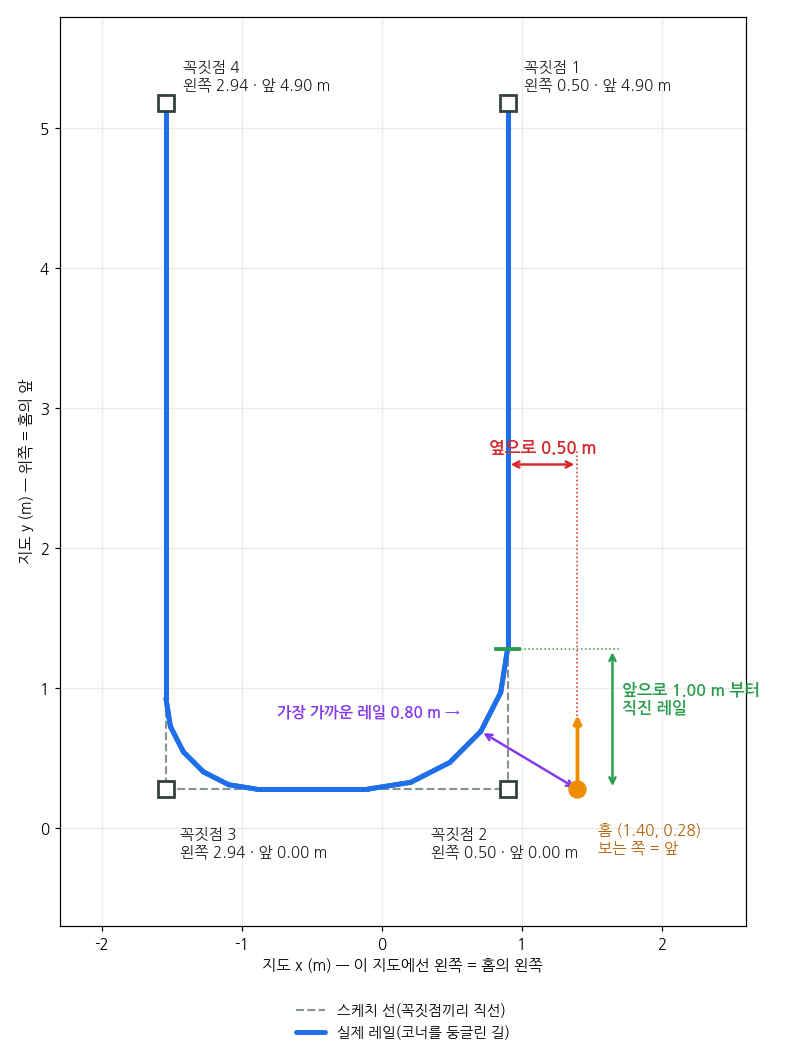 꼭짓점 4
왼쪽 2.94 · 앞 4.90 m
꼭짓점 1
왼쪽 0.50 · 앞 4.90 m
5
4
3
2
1
0
지도 y (m) — 위쪽 = 홈의 앞
옆으로 0.50 m
앞으로 1.00 m 부터
직진 레일
가장 가까운 레일 0.80 m →
꼭짓점 3
왼쪽 2.94 · 앞 0.00 m
꼭짓점 2
왼쪽 0.50 · 앞 0.00 m
홈 (1.40, 0.28)
보는 쪽 = 앞
-2
-1
0
1
2
지도 x (m) — 이 지도에선 왼쪽 = 홈의 왼쪽
스케치 선(꼭짓점끼리 직선)
실제 레일(코너를 둥글린 길)